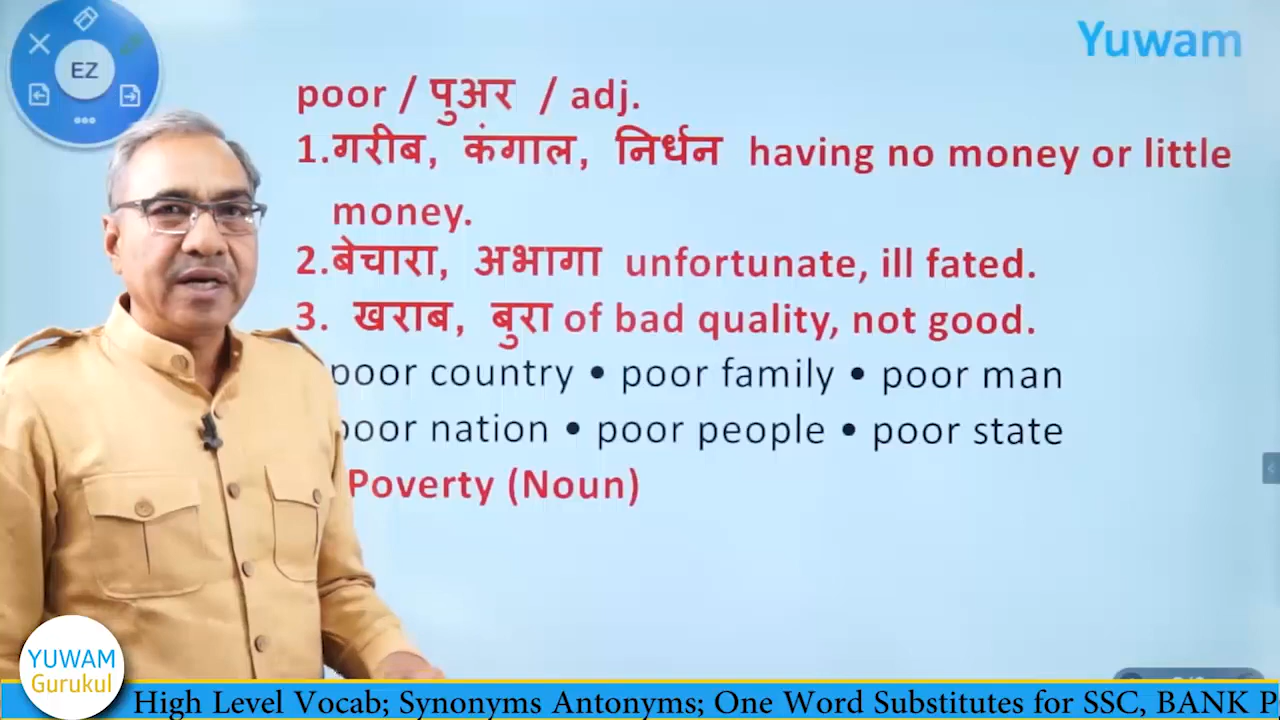 EZ
Yuwam
poor / पुअर / adj.
1.गरीब, कंगाल, निर्धन having no money or little
money.
2.बेचारा, अभागा unfortunate, ill fated.
3. खराब, बुरा of bad quality, not good.
poor country • poor family • poor man
poor nation • poor people • poor state
Poverty (Noun)
YUWAM
Gurukul
High Level Vocab; Synonyms Antonyms; One Word Substitutes for SSC, BANK P